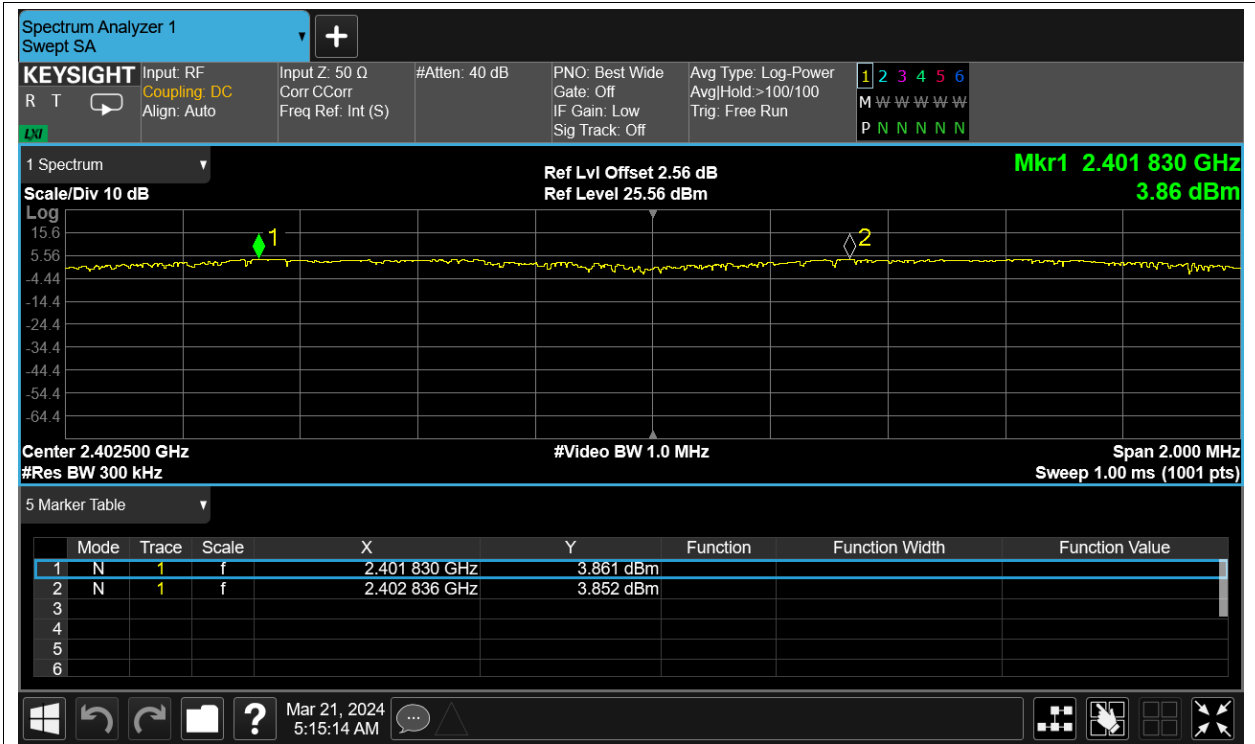 Spectrum Analyzer 1
Swept SA
KEYSIGHT
R T
LXI
Input: RF
Coupling: DC
Align: Auto
Input Z: 50 Ω
Corr CCorr
Freq Ref: Int (S)
#Atten: 40 dB
PNO: Best Wide
Gate: Off
IF Gain: Low
Sig Track: Off
Avg Type: Log-Power
Avg|Hold:>100/100
Trig: Free Run
1 2 3 4 5 6
M W W W W W
P N N N N N
1 Spectrum
Scale/Div 10 dB
Ref Lvl Offset 2.56 dB
Ref Level 25.56 dBm
Mkr1 2.401 830 GHz
3.86 dBm
Log
15.6
5.56
-4.44
-14.4
-24.4
-34.4
-44.4
-54.4
-64.4
1
2
Center 2.402500 GHz
#Video BW 1.0 MHz
Span 2.000 MHz
#Res BW 300 kHz
Sweep 1.00 ms (1001 pts)
5 Marker Table
Mode Trace Scale X Y Function Function Width Function Value
1 N 1 f 2.401 830 GHz 3.861 dBm
2 N 1 f 2.402 836 GHz 3.852 dBm
3
4
5
6
?
Mar 21, 2024
5:15:14 AM